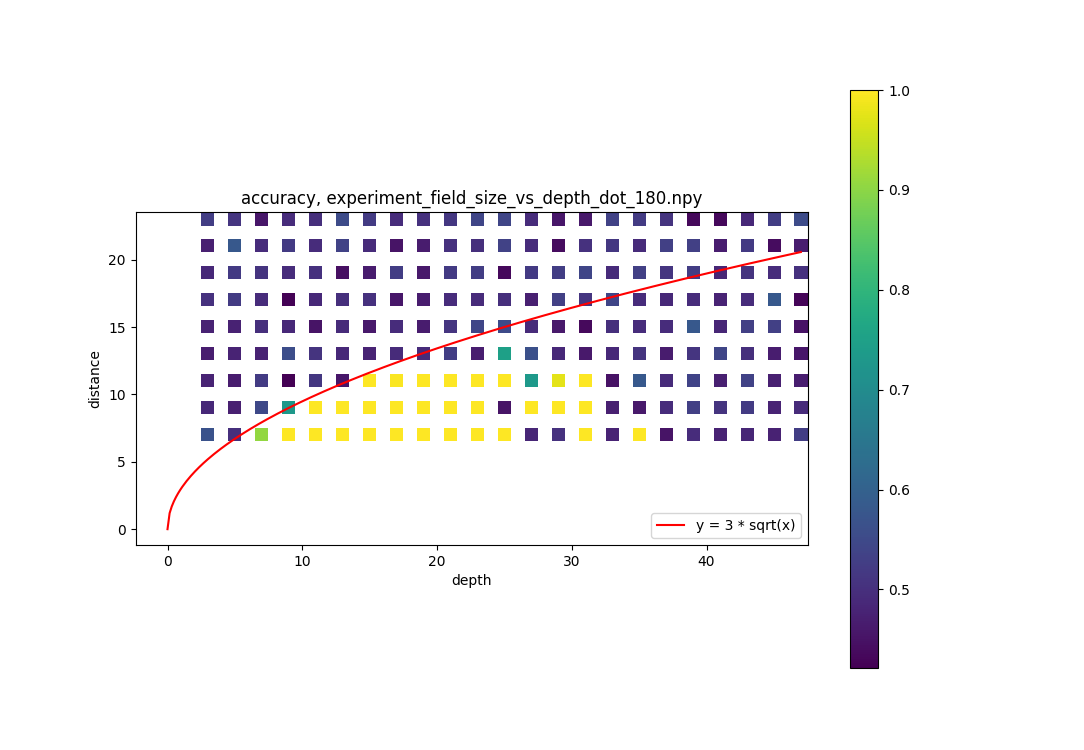 accuracy, experiment_field_size_vs_depth_dot_180.npy
distance
20
15
10
5
0
0 10 20 30 40
depth
y = 3 * sqrt(x)
1.0
0.9
0.8
0.7
0.6
0.5